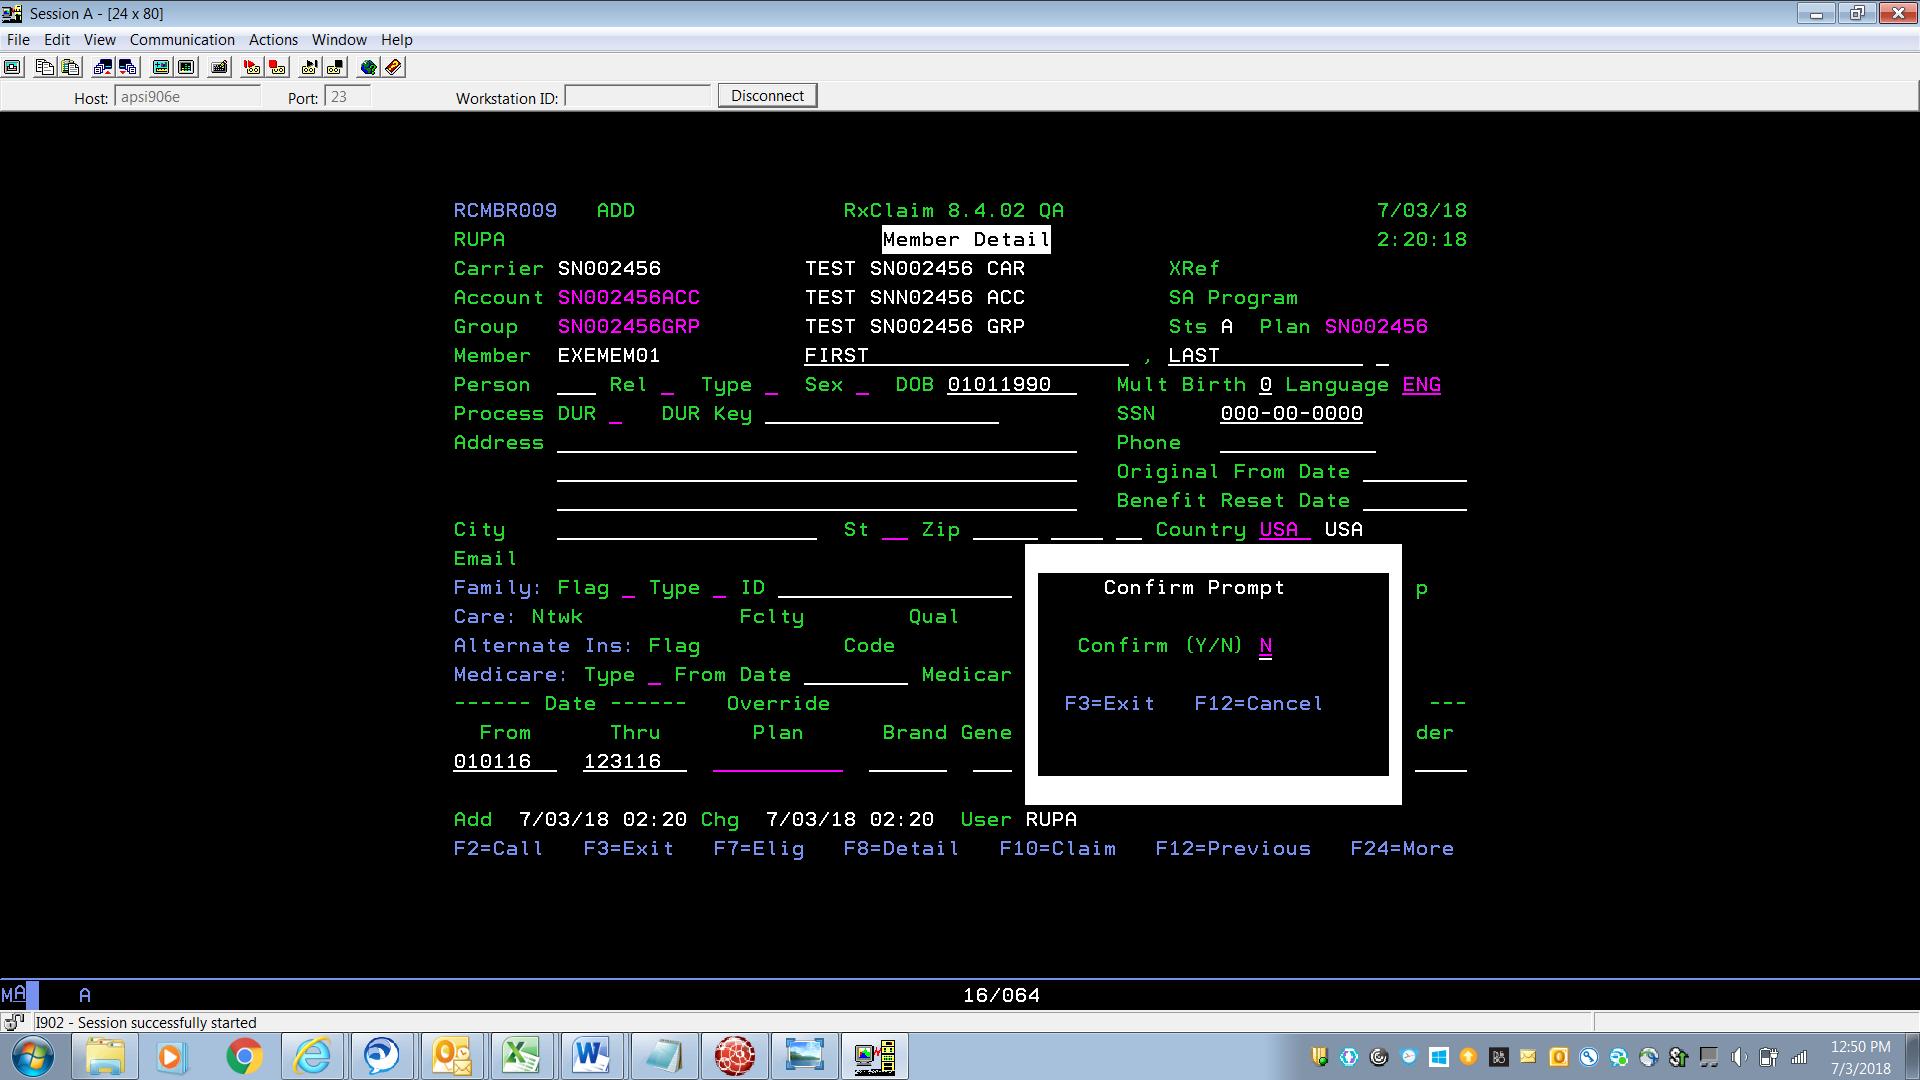 Session A - [24 x 80]
File Edit View Communication Actions Window Help
Host: apsi906e Port: 23 Workstation ID: Disconnect
RCMBR009 ADD RxClaim 8.4.02 QA 7/03/18
RUPA Member Detail 2:20:18
Carrier SN002456 TEST SN002456 CAR XRef
Account SN002456ACC TEST SNN02456 ACC SA Program
Group SN002456GRP TEST SN002456 GRP Sts A Plan SN002456
Member EXEMEM01 FIRST , LAST
Person Rel Type Sex DOB 01011990 Mult Birth 0 Language ENG
Process DUR DUR Key SSN 000-00-0000
Address Phone
Original From Date
Benefit Reset Date
City St Zip Country USA USA
Email
Family: Flag Type ID Confirm Prompt p
Care: Ntwk Fclty Qual
Alternate Ins: Flag Code Confirm (Y/N) N
Medicare: Type From Date Medicar
------ Date ------ Override F3=Exit F12=Cancel ---
From Thru Plan Brand Gene der
010116 123116
Add 7/03/18 02:20 Chg 7/03/18 02:20 User RUPA
F2=Call F3=Exit F7=Elig F8=Detail F10=Claim F12=Previous F24=More
MA A 16/064
I902 - Session successfully started
12:50 PM
7/3/2018